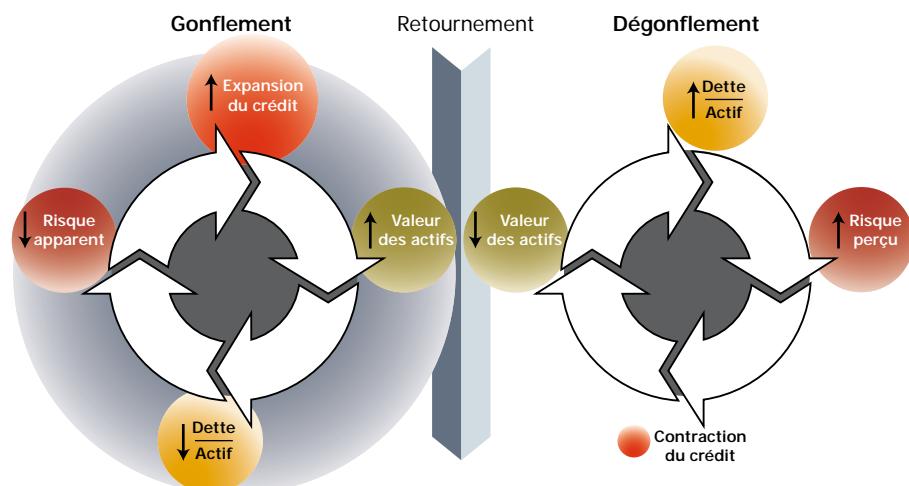 Gonflement
Retournement
Dégonflement
Expansion
du crédit
Dette
Actif
Risque
apparent
Valeur
des actifs
Valeur
des actifs
Risque
perçu
Dette
Actif
Contraction
du crédit